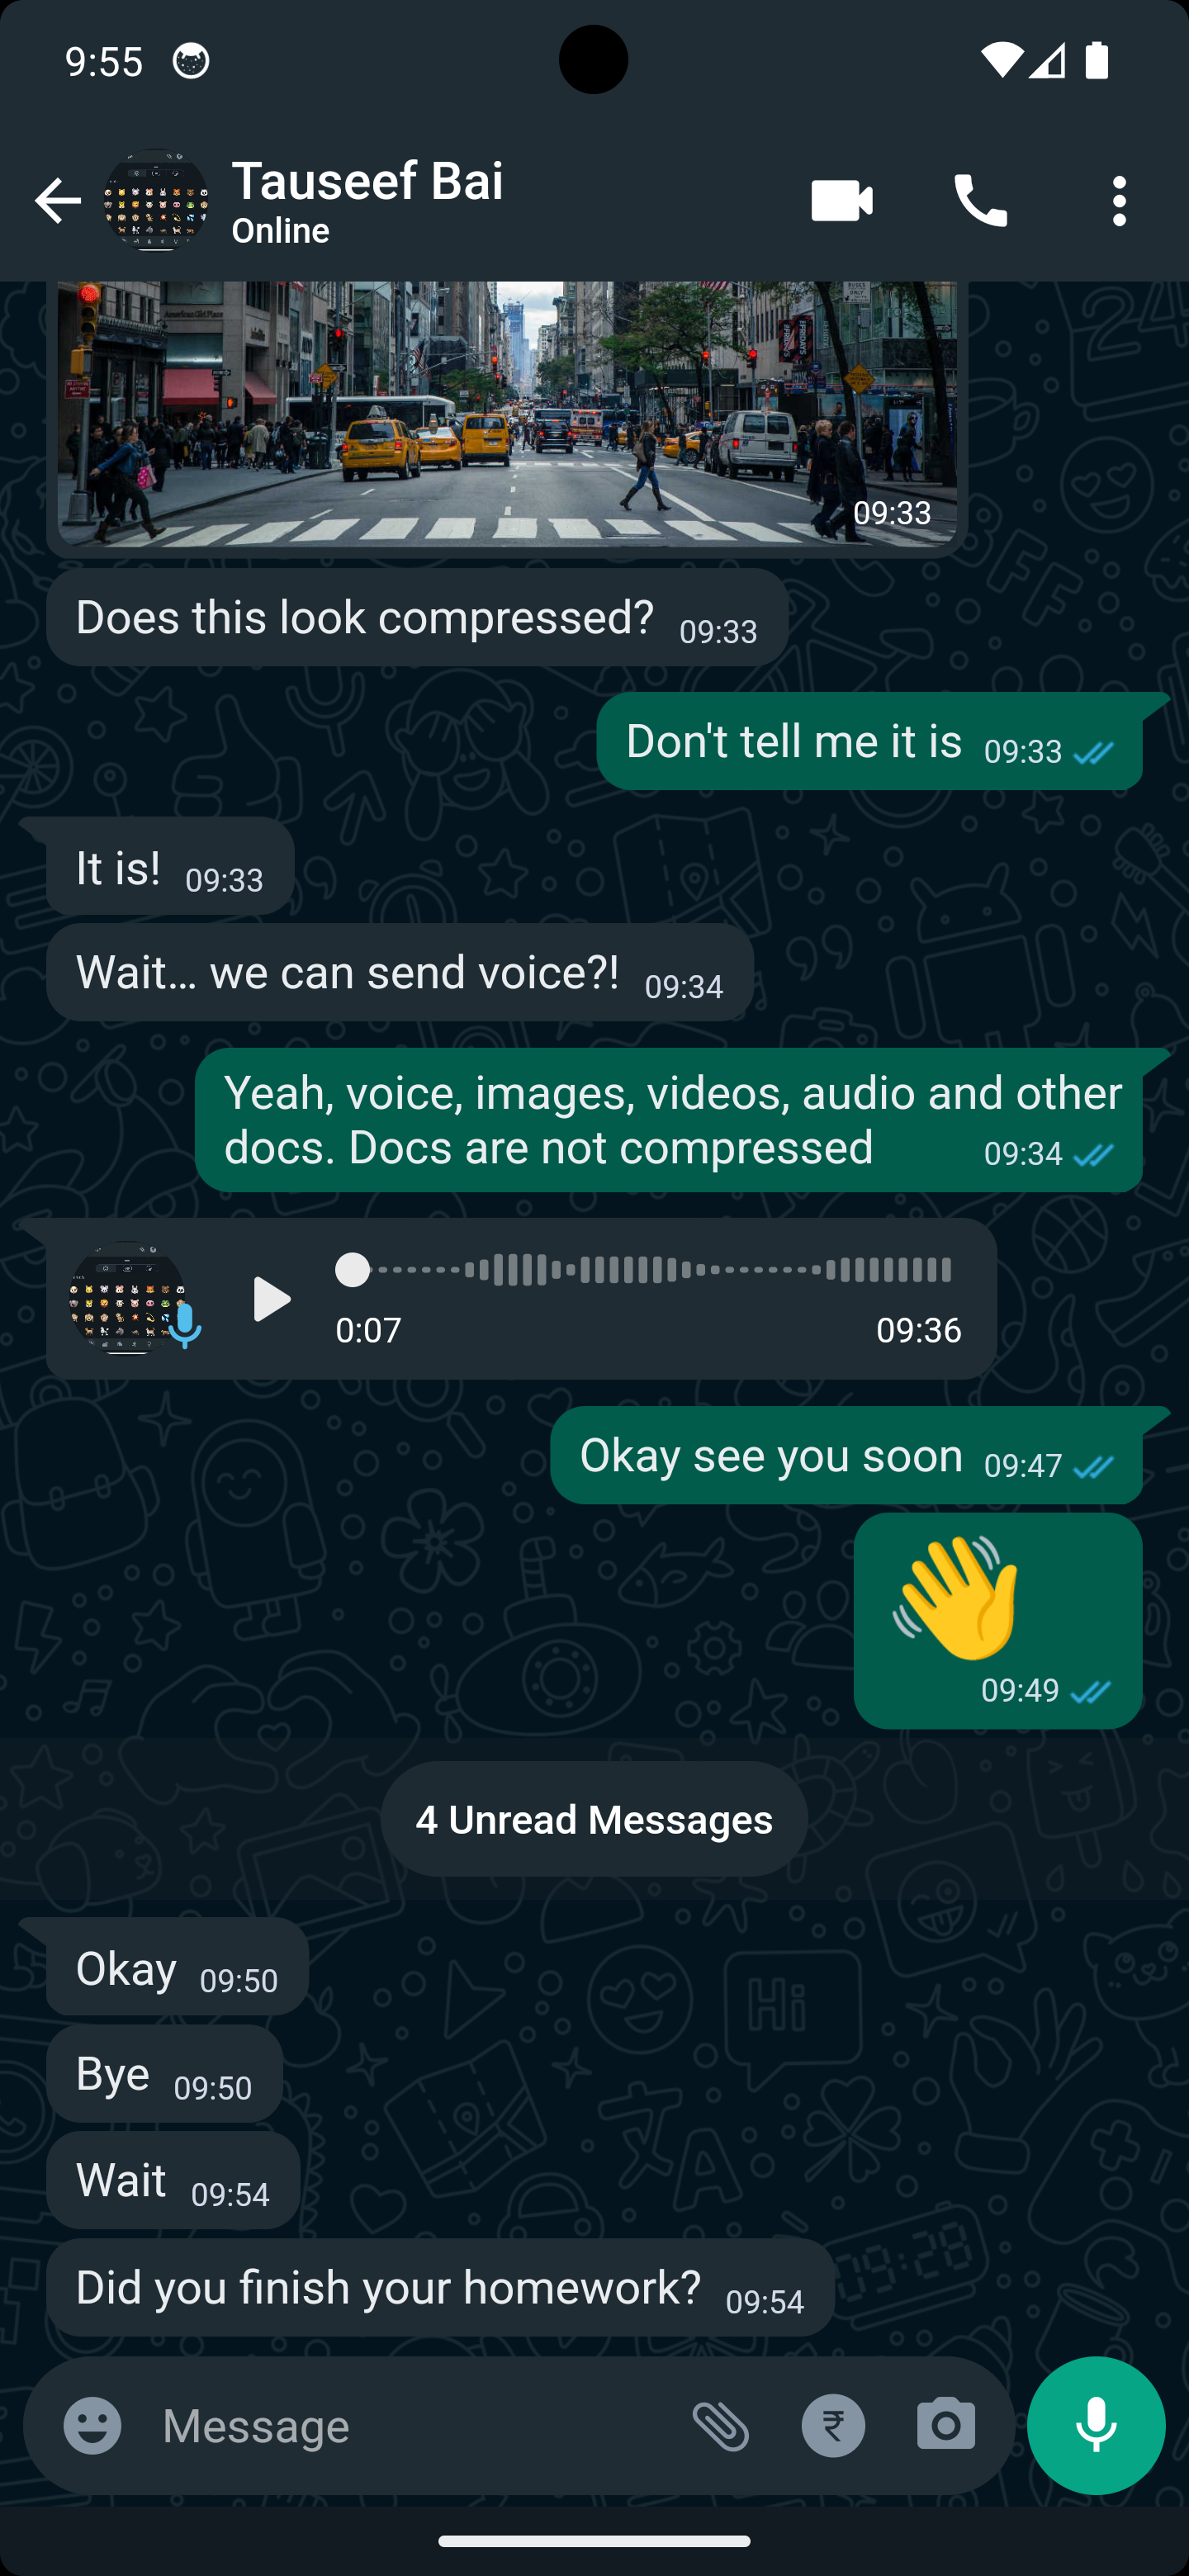 9:55
Tauseef Bai
Online
American Girl Place
09:33
Does this look compressed? 09:33
Don't tell me it is 09:33
It is! 09:33
Wait... we can send voice?! 09:34
Yeah, voice, images, videos, audio and other
docs. Docs are not compressed 09:34
0:07 09:36
Okay see you soon 09:47
09:49
4 Unread Messages
Okay 09:50
Bye 09:50
Wait 09:54
Did you finish your homework? 09:54
Message ₹